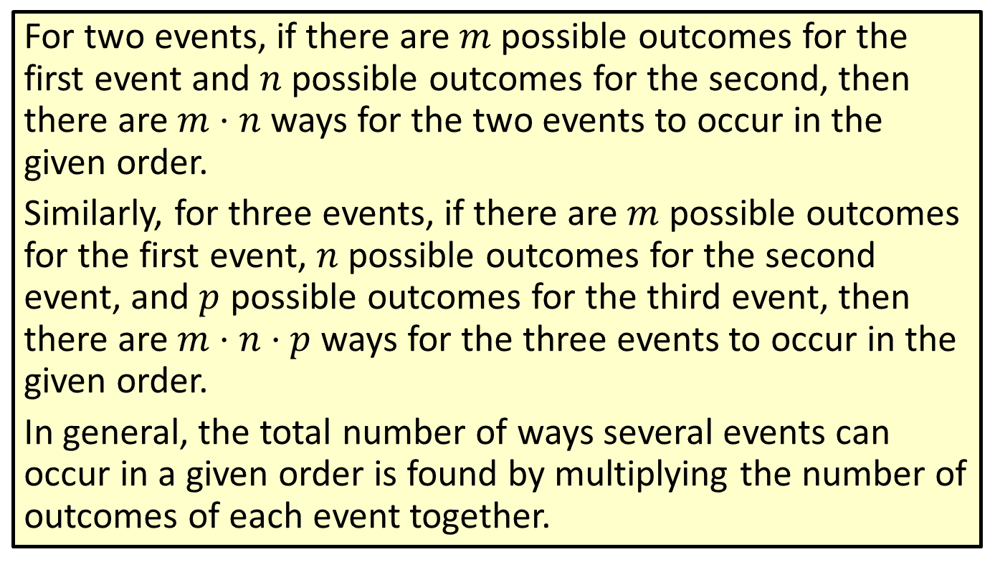 For two events, if there are 𝑚 possible outcomes for the
first event and 𝑛 possible outcomes for the second, then
there are 𝑚 · 𝑛 ways for the two events to occur in the
given order.
Similarly, for three events, if there are 𝑚 possible outcomes
for the first event, 𝑛 possible outcomes for the second
event, and 𝑝 possible outcomes for the third event, then
there are 𝑚 · 𝑛 · 𝑝 ways for the three events to occur in the
given order.
In general, the total number of ways several events can
occur in a given order is found by multiplying the number of
outcomes of each event together.